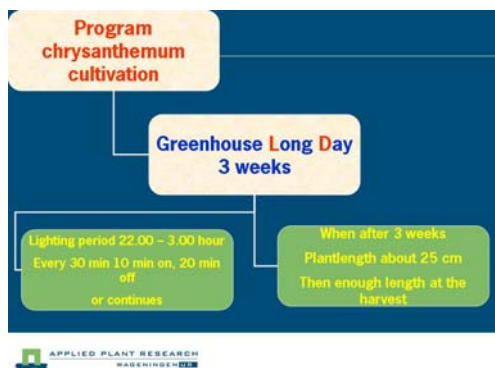 Program
chrysanthemum
cultivation
Greenhouse Long Day
3 weeks
Lighting period 22.00 – 3.00 hour
Every 30 min 10 min on, 20 min
off
or continues
When after 3 weeks
Plantlength about 25 cm
Then enough length at the
harvest
APPLIED PLANT RESEARCH
WAGENINGEN UR